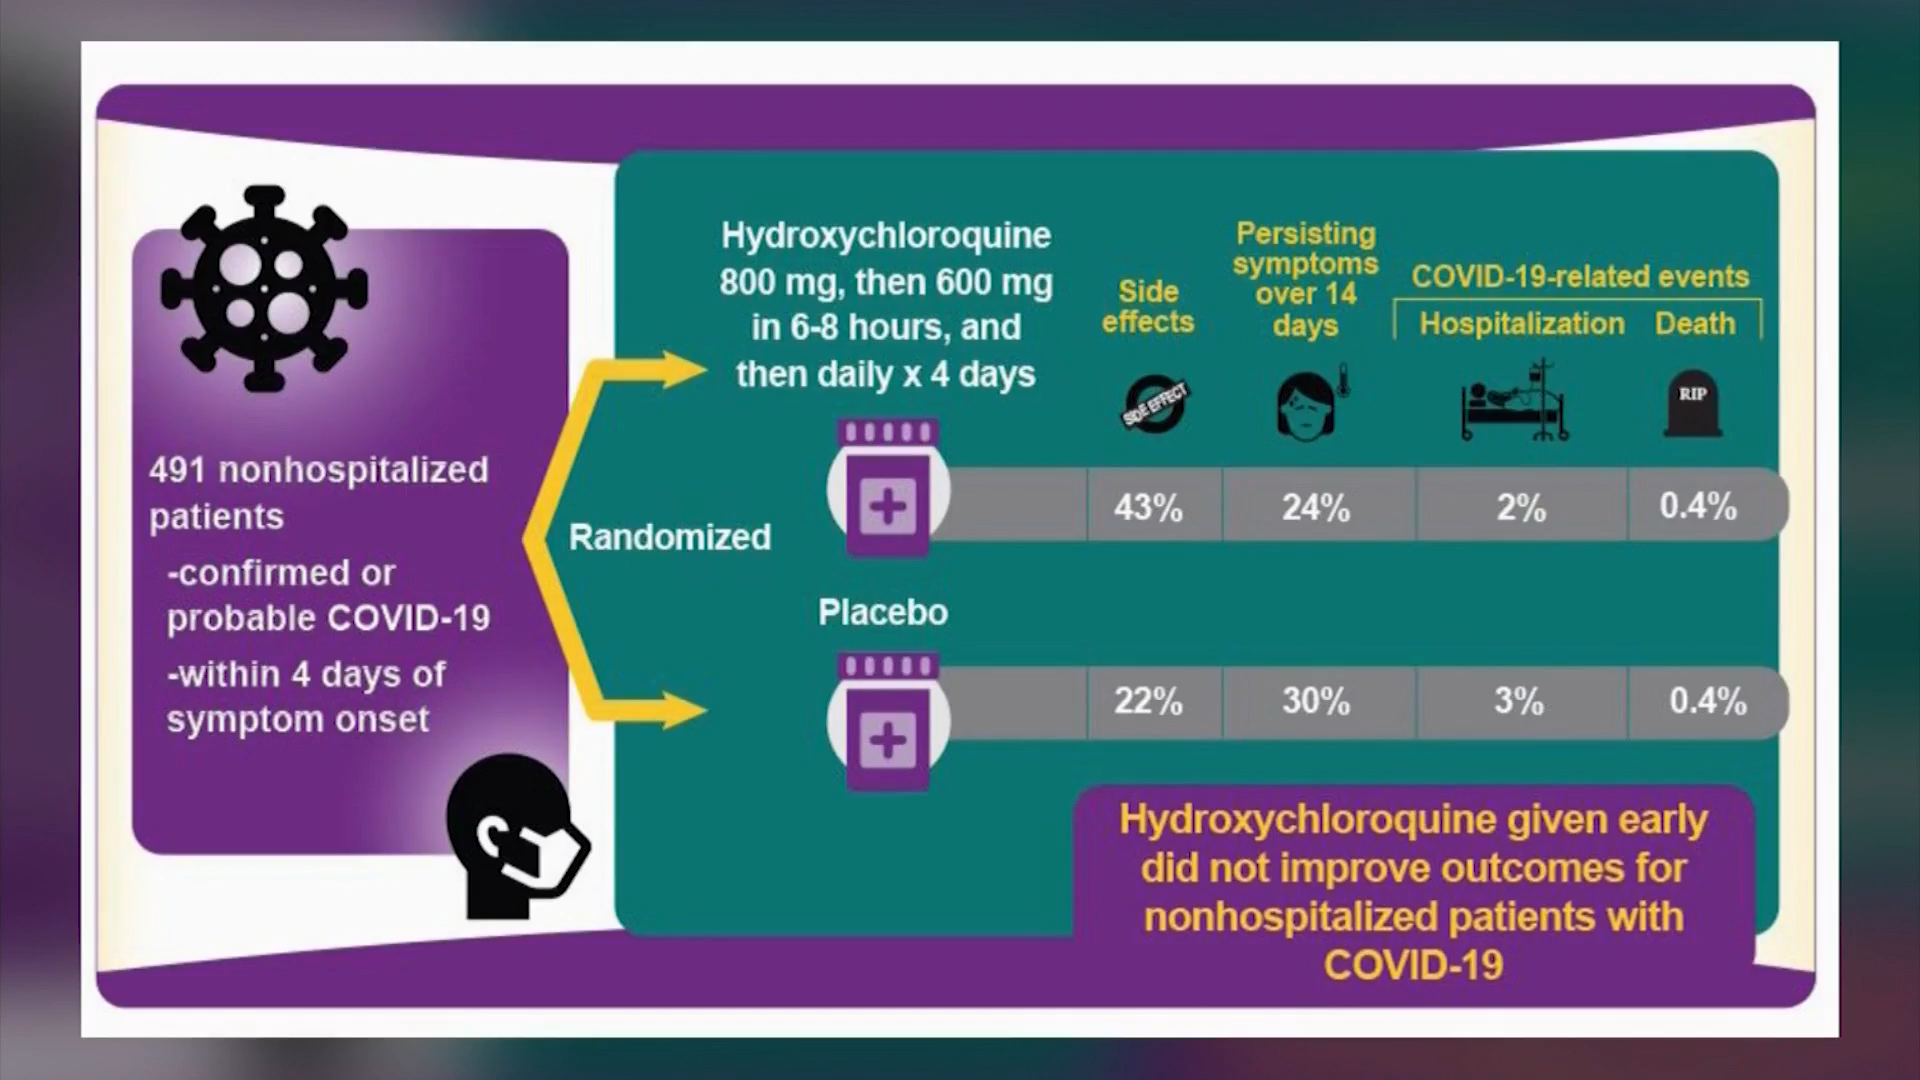 491 nonhospitalized
patients
-confirmed or
probable COVID-19
-within 4 days of
symptom onset
Randomized
Hydroxychloroquine
800 mg, then 600 mg
in 6-8 hours, and
then daily x 4 days
Side
effects
Persisting
symptoms
over 14
days
COVID-19-related events
Hospitalization Death
SIDE EFFECT
RIP
43% 24% 2% 0.4%
Placebo
22% 30% 3% 0.4%
Hydroxychloroquine given early
did not improve outcomes for
nonhospitalized patients with
COVID-19